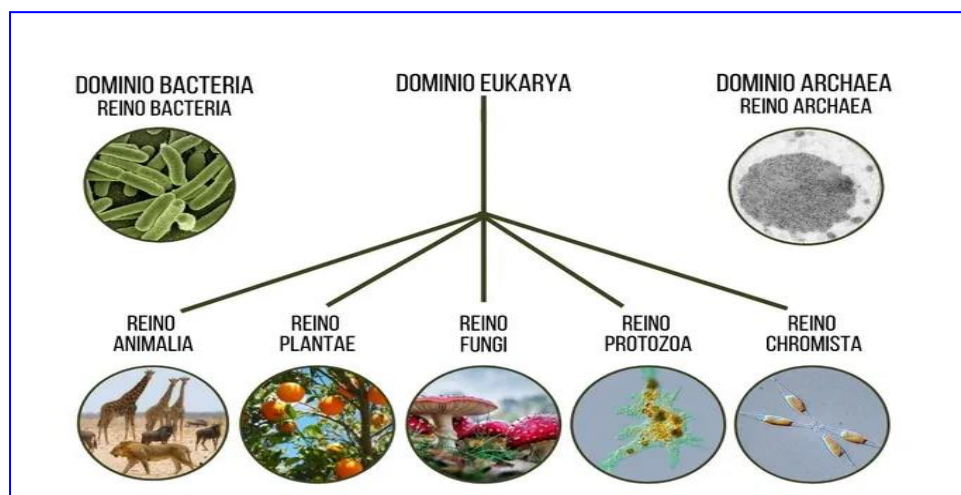 DOMINIO BACTERIA
REINO BACTERIA
DOMINIO EUKARYA
DOMINIO ARCHAEA
REINO ARCHAEA
REINO
ANIMALIA
REINO
PLANTAE
REINO
FUNGI
REINO
PROTOZOA
REINO
CHROMISTA